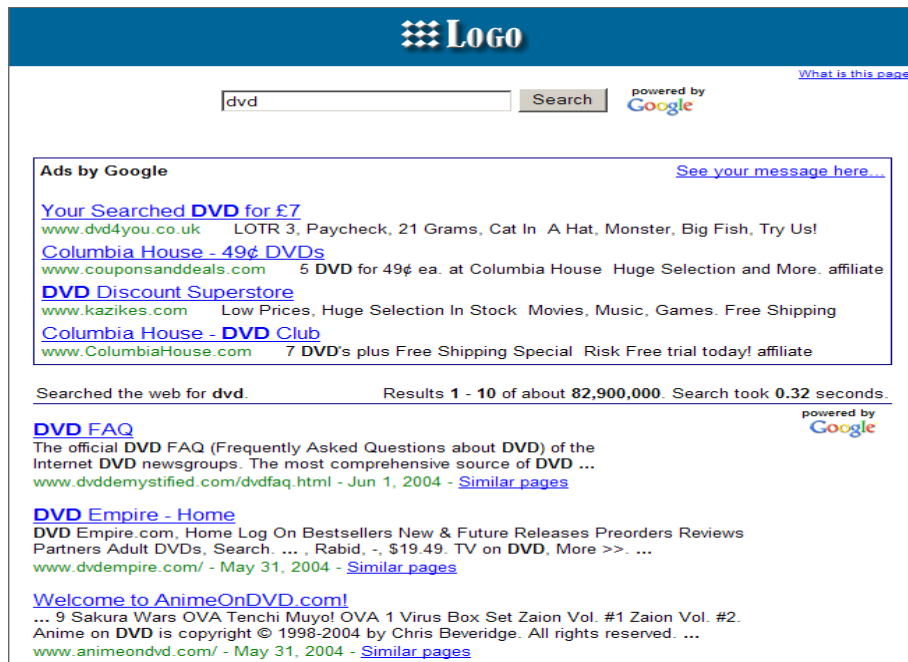 Logo
What is this page
dvd Search powered by Google
Ads by Google See your message here...
Your Searched DVD for £7
www.dvd4you.co.uk LOTR 3, Paycheck, 21 Grams, Cat In A Hat, Monster, Big Fish, Try Us!
Columbia House - 49¢ DVDs
www.couponsanddeals.com 5 DVD for 49¢ ea. at Columbia House Huge Selection and More. affiliate
DVD Discount Superstore
www.kazikes.com Low Prices, Huge Selection In Stock Movies, Music, Games. Free Shipping
Columbia House - DVD Club
www.ColumbiaHouse.com 7 DVD's plus Free Shipping Special Risk Free trial today! affiliate
Searched the web for dvd. Results 1 - 10 of about 82,900,000. Search took 0.32 seconds.
powered by Google
DVD FAQ
The official DVD FAQ (Frequently Asked Questions about DVD) of the
Internet DVD newsgroups. The most comprehensive source of DVD ...
www.dvddemystified.com/dvdfaq.html - Jun 1, 2004 - Similar pages
DVD Empire - Home
DVD Empire.com, Home Log On Bestsellers New & Future Releases Preorders Reviews
Partners Adult DVDs, Search. ... , Rabid, -, $19.49. TV on DVD, More >>. ...
www.dvdempire.com/ - May 31, 2004 - Similar pages
Welcome to AnimeOnDVD.com!
... 9 Sakura Wars OVA Tenchi Muyo! OVA 1 Virus Box Set Zaion Vol. #1 Zaion Vol. #2.
Anime on DVD is copyright © 1998-2004 by Chris Beveridge. All rights reserved. ...
www.animeondvd.com/ - May 31, 2004 - Similar pages